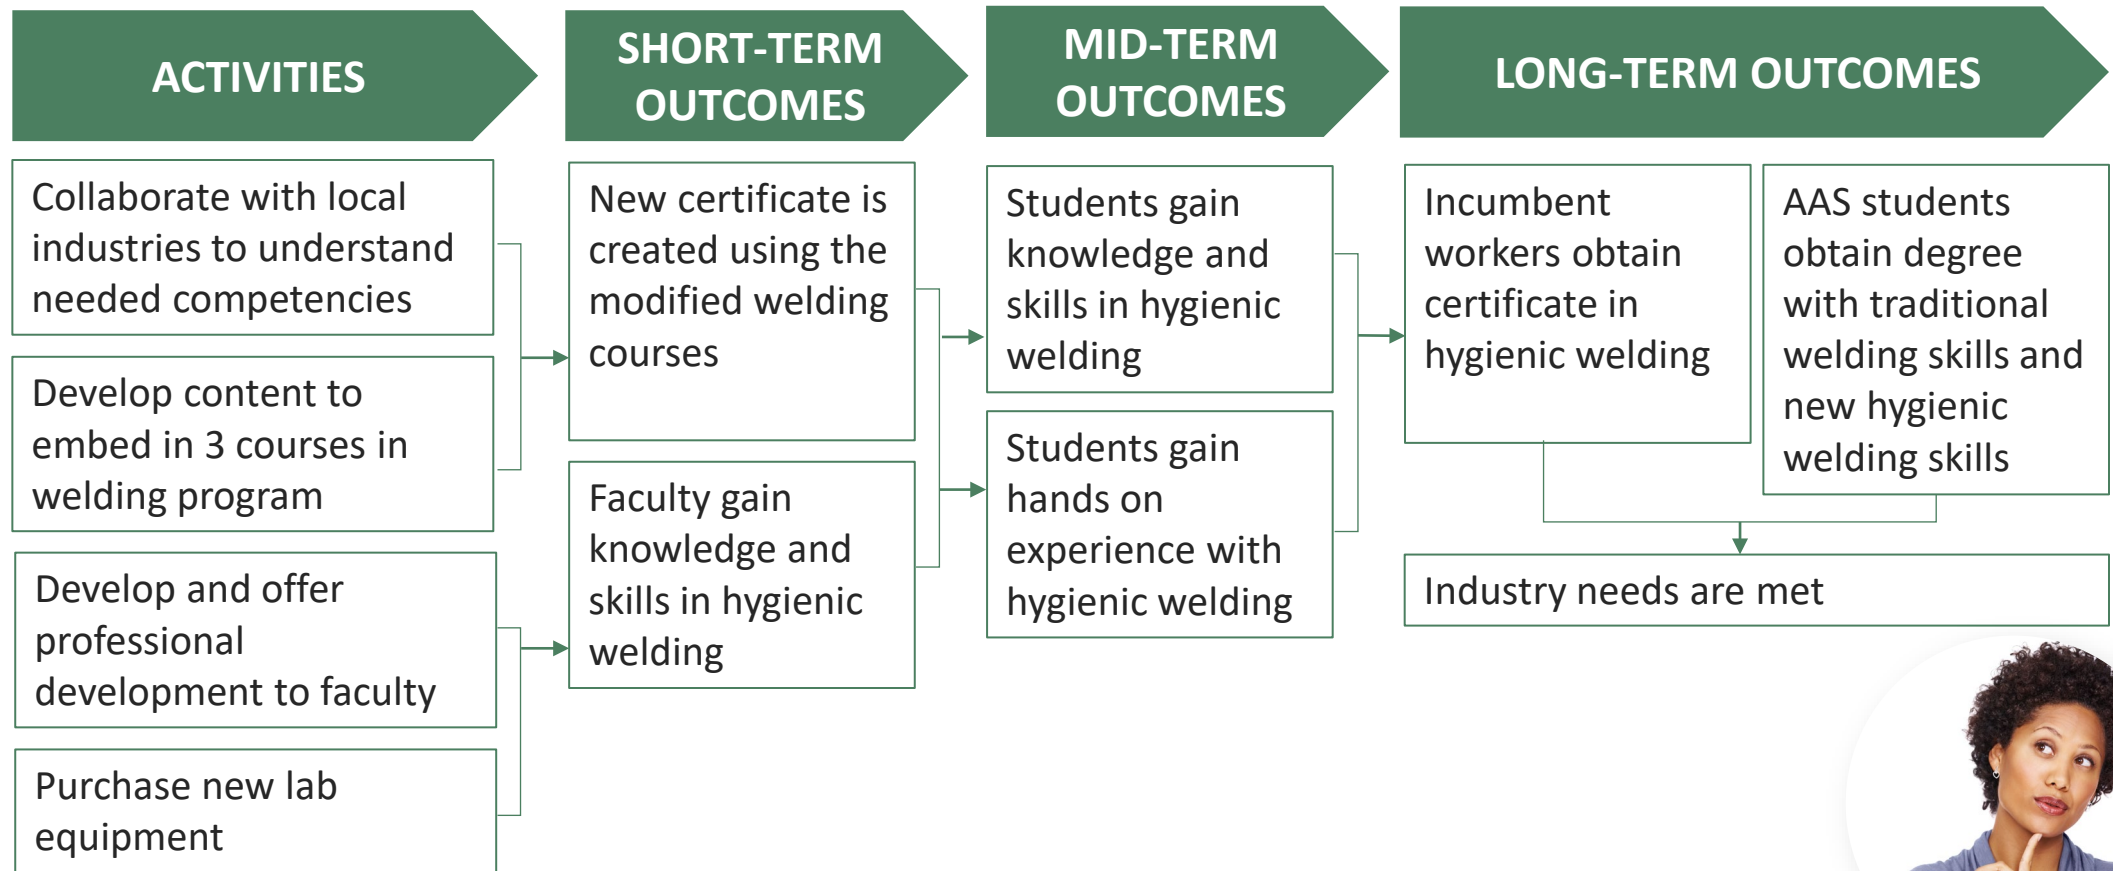 ACTIVITIES
SHORT-TERM
OUTCOMES
MID-TERM
OUTCOMES
LONG-TERM OUTCOMES
Collaborate with local
industries to understand
needed competencies
Develop content to
embed in 3 courses in
welding program
Develop and offer
professional
development to faculty
Purchase new lab
equipment
New certificate is
created using the
modified welding
courses
Faculty gain
knowledge and
skills in hygienic
welding
Students gain
knowledge and
skills in hygienic
welding
Students gain
hands on
experience with
hygienic welding
Incumbent
workers obtain
certificate in
hygienic welding
AAS students
obtain degree
with traditional
welding skills and
new hygienic
welding skills
Industry needs are met